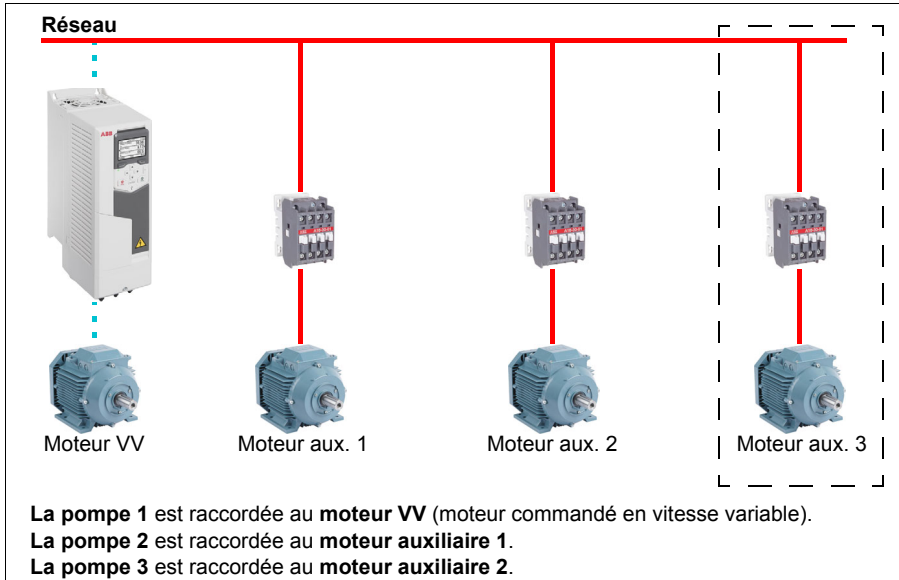 Réseau
ABB
Moteur VV
Moteur aux. 1
Moteur aux. 2
Moteur aux. 3
La pompe 1 est raccordée au moteur VV (moteur commandé en vitesse variable).
La pompe 2 est raccordée au moteur auxiliaire 1.
La pompe 3 est raccordée au moteur auxiliaire 2.